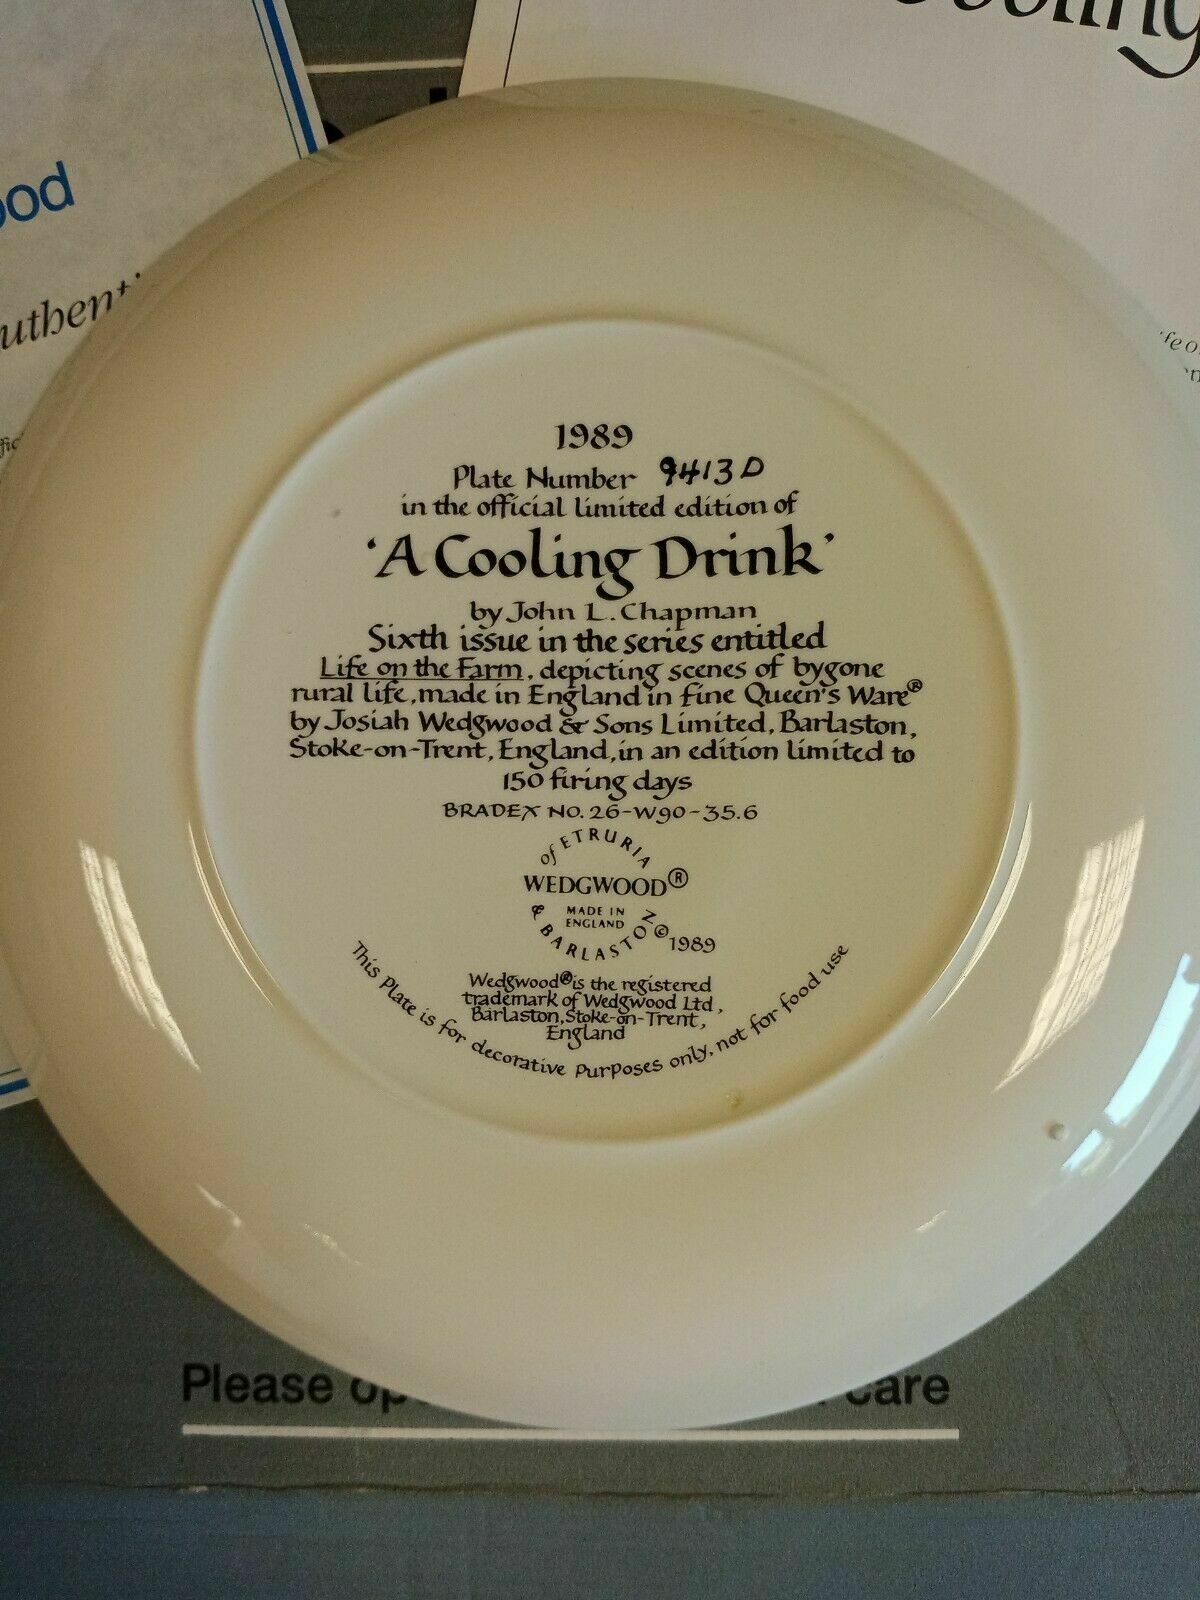 1989
Plate Number 9413D
in the official limited edition of
'A Cooling Drink'
by John L. Chapman
Sixth issue in the series entitled
Life on the Farm, depicting scenes of bygone
rural life, made in England in fine Queen's Ware®
by Josiah Wedgwood & Sons Limited, Barlaston,
Stoke-on-Trent, England, in an edition limited to
150 firing days
BRADEX NO. 26-W90-35.6
of ETRURIA
WEDGWOOD®
MADE IN
ENGLAND
& BARLASTON
© 1989
Wedgwood® is the registered
trademark of Wedgwood Ltd,
Barlaston, Stoke-on-Trent,
England
This Plate is for decorative Purposes only, not for food use
Please
care